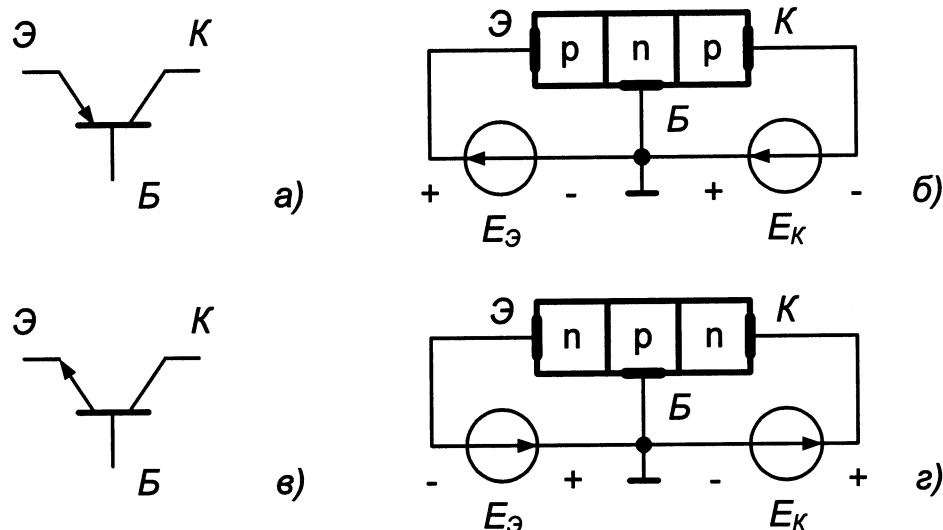 Э К
Б
а)
Э p n p К
Б
+ - + -
EЭ EК
б)
Э К
Б
в)
Э n p n К
Б
- + - +
EЭ EК
г)